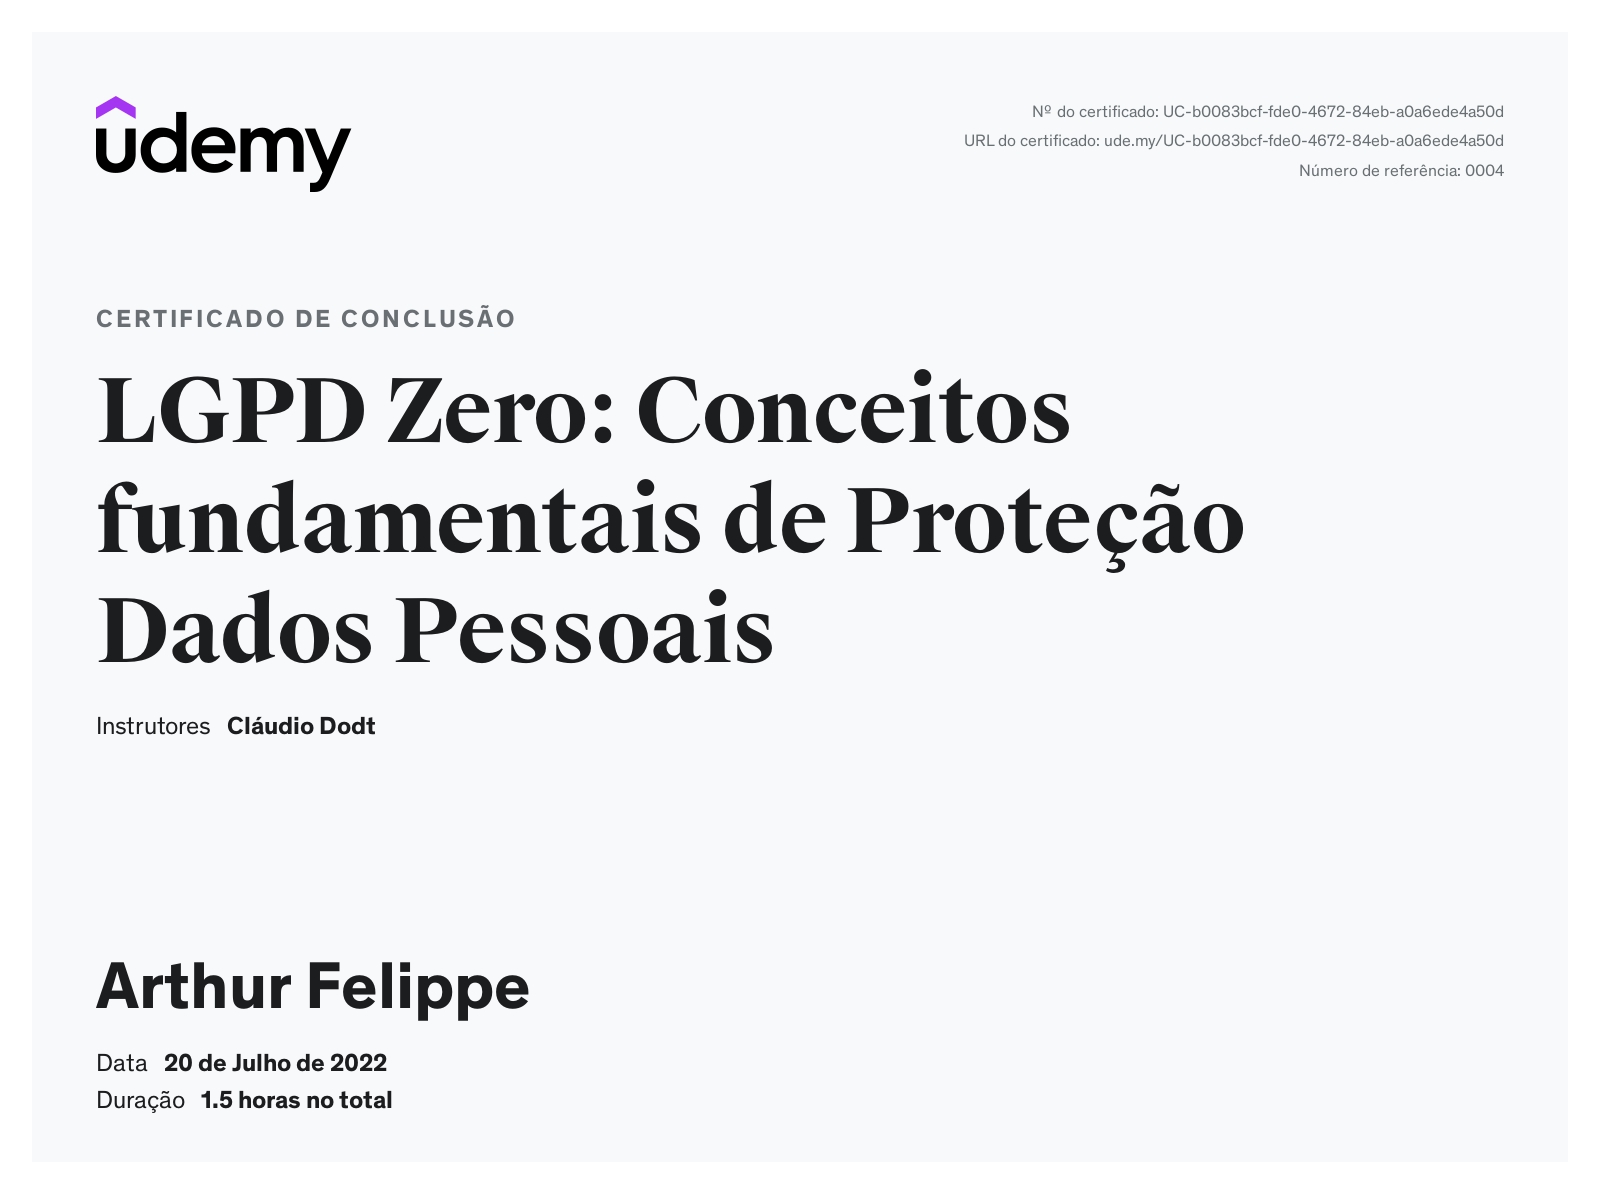 udemy
Nº do certificado: UC-b0083bcf-fde0-4672-84eb-a0a6ede4a50d
URL do certificado: ude.my/UC-b0083bcf-fde0-4672-84eb-a0a6ede4a50d
Número de referência: 0004
CERTIFICADO DE CONCLUSÃO
LGPD Zero: Conceitos
fundamentais de Proteção
Dados Pessoais
Instrutores Cláudio Dodt
Arthur Felippe
Data 20 de Julho de 2022
Duração 1.5 horas no total